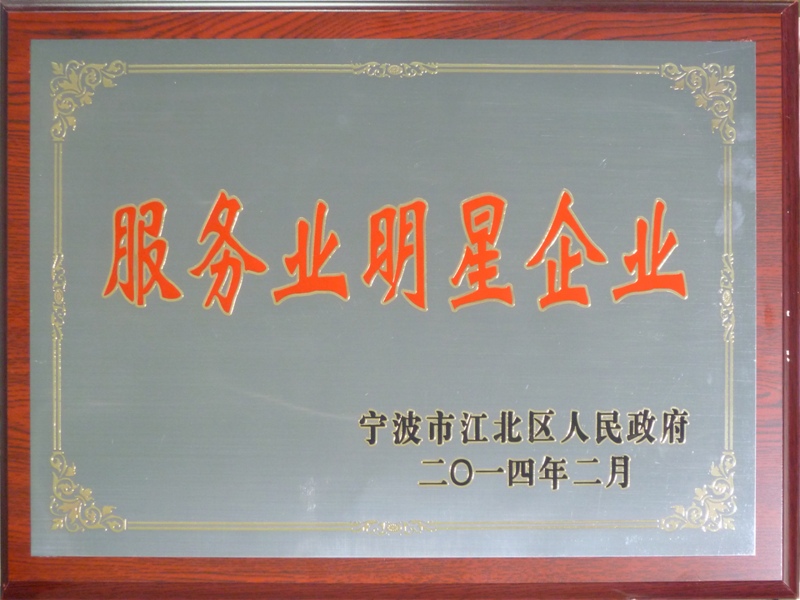 服务业明星企业
宁波市江北区人民政府
二〇一四年二月